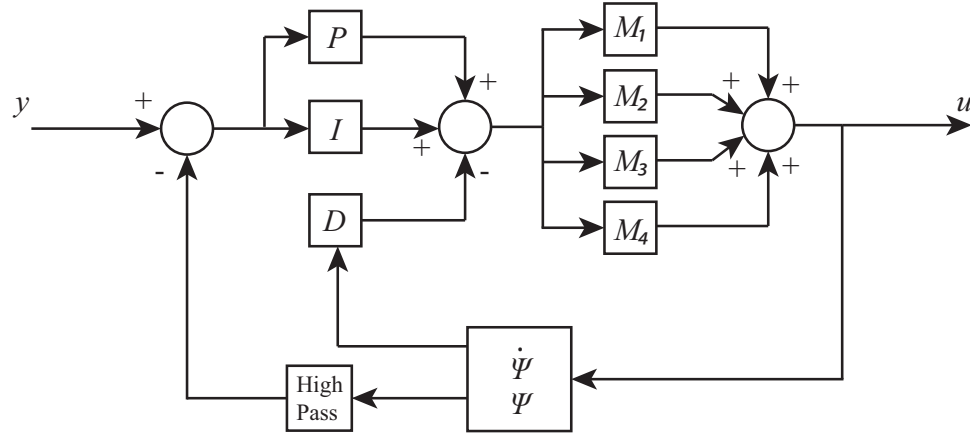 M₁
P
+
+
+
M₂
+
y
+
I
+
u
M₃
-
-
+
+
D
M₄
Ψ̇
Ψ
High
Pass